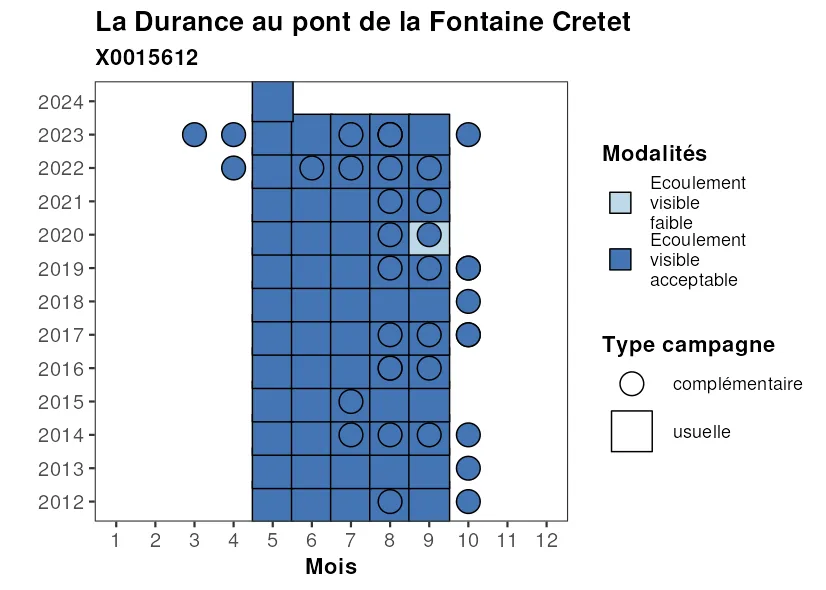 La Durance au pont de la Fontaine Cretet
X0015612
2024
2023
2022
2021
2020
2019
2018
2017
2016
2015
2014
2013
2012
1 2 3 4 5 6 7 8 9 10 11 12
Mois
Modalités
Ecoulement
visible
faible
Ecoulement
visible
acceptable
Type campagne
complémentaire
usuelle